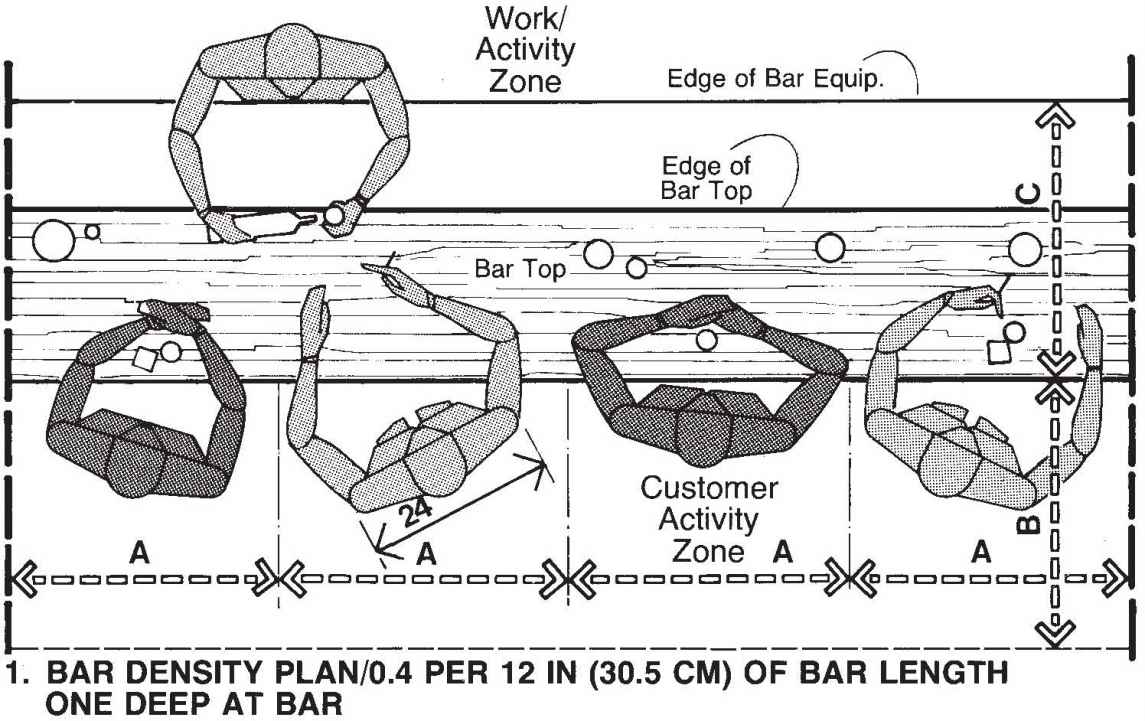 Work/
Activity
Zone
Edge of Bar Equip.
Edge of
Bar Top
C
Bar Top
24
Customer
Activity
Zone
B
A
A
A
A
1. BAR DENSITY PLAN/0.4 PER 12 IN (30.5 CM) OF BAR LENGTH
ONE DEEP AT BAR